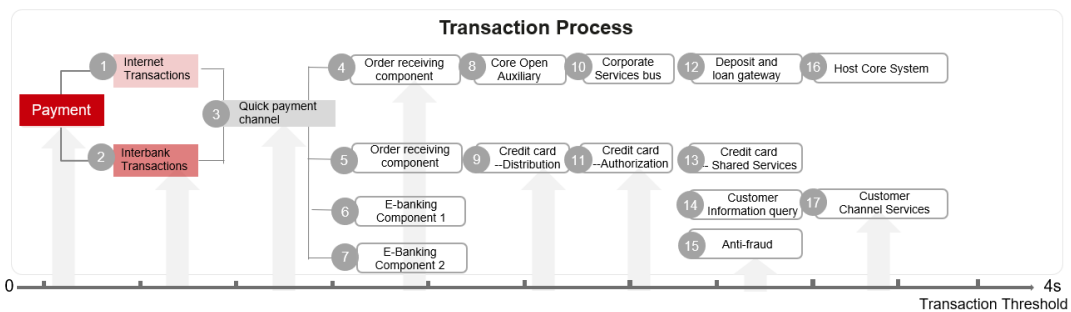 Transaction Process
1
Internet
Transactions
Payment
2
Interbank
Transactions
3
Quick payment
channel
4
Order receiving
component
8
Core Open
Auxiliary
10
Corporate
Services bus
12
Deposit and
loan gateway
16
Host Core System
5
Order receiving
component
9
Credit card
--Distribution
11
Credit card
--Authorization
13
Credit card
-- Shared Services
6
E-banking
Component 1
14
Customer
Information query
17
Customer
Channel Services
7
E-Banking
Component 2
15
Anti-fraud
0
4s
Transaction Threshold